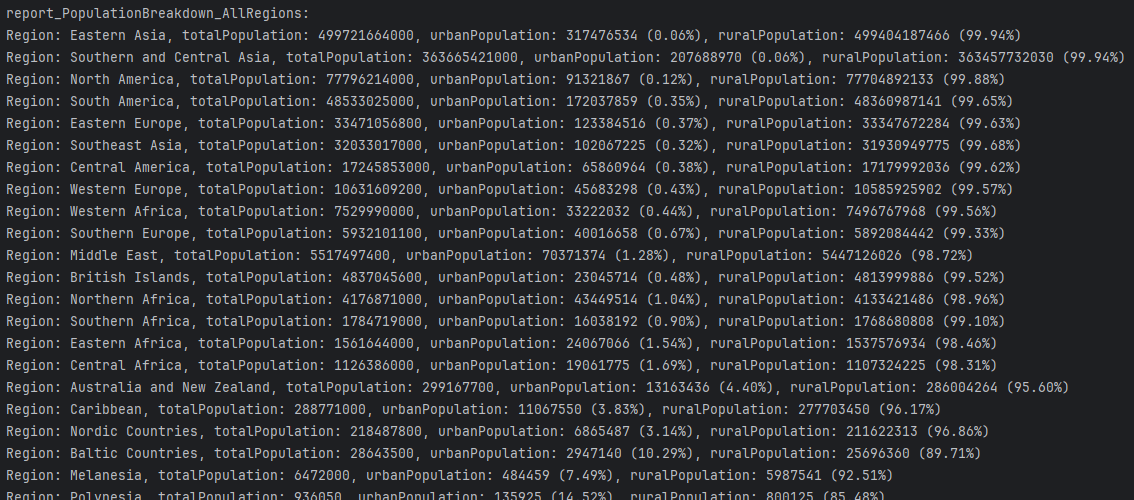 report_PopulationBreakdown_AllRegions:
Region: Eastern Asia, totalPopulation: 499721664000, urbanPopulation: 317476534 (0.06%), ruralPopulation: 499404187466 (99.94%)
Region: Southern and Central Asia, totalPopulation: 363665421000, urbanPopulation: 207688970 (0.06%), ruralPopulation: 363457732030 (99.94%)
Region: North America, totalPopulation: 77796214000, urbanPopulation: 91321867 (0.12%), ruralPopulation: 77704892133 (99.88%)
Region: South America, totalPopulation: 48533025000, urbanPopulation: 172037859 (0.35%), ruralPopulation: 48360987141 (99.65%)
Region: Eastern Europe, totalPopulation: 33471056800, urbanPopulation: 123384516 (0.37%), ruralPopulation: 33347672284 (99.63%)
Region: Southeast Asia, totalPopulation: 32033017000, urbanPopulation: 102067225 (0.32%), ruralPopulation: 31930949775 (99.68%)
Region: Central America, totalPopulation: 17245853000, urbanPopulation: 65860964 (0.38%), ruralPopulation: 17179992036 (99.62%)
Region: Western Europe, totalPopulation: 10631609200, urbanPopulation: 45683298 (0.43%), ruralPopulation: 10585925902 (99.57%)
Region: Western Africa, totalPopulation: 7529990000, urbanPopulation: 33222032 (0.44%), ruralPopulation: 7496767968 (99.56%)
Region: Southern Europe, totalPopulation: 5932101100, urbanPopulation: 40016658 (0.67%), ruralPopulation: 5892084442 (99.33%)
Region: Middle East, totalPopulation: 5517497400, urbanPopulation: 70371374 (1.28%), ruralPopulation: 5447126026 (98.72%)
Region: British Islands, totalPopulation: 4837045600, urbanPopulation: 23045714 (0.48%), ruralPopulation: 4813999886 (99.52%)
Region: Northern Africa, totalPopulation: 4176871000, urbanPopulation: 43449514 (1.04%), ruralPopulation: 4133421486 (98.96%)
Region: Southern Africa, totalPopulation: 1784719000, urbanPopulation: 16038192 (0.90%), ruralPopulation: 1768680808 (99.10%)
Region: Eastern Africa, totalPopulation: 1561644000, urbanPopulation: 24067066 (1.54%), ruralPopulation: 1537576934 (98.46%)
Region: Central Africa, totalPopulation: 1126386000, urbanPopulation: 19061775 (1.69%), ruralPopulation: 1107324225 (98.31%)
Region: Australia and New Zealand, totalPopulation: 299167700, urbanPopulation: 13163436 (4.40%), ruralPopulation: 286004264 (95.60%)
Region: Caribbean, totalPopulation: 288771000, urbanPopulation: 11067550 (3.83%), ruralPopulation: 277703450 (96.17%)
Region: Nordic Countries, totalPopulation: 218487800, urbanPopulation: 6865487 (3.14%), ruralPopulation: 211622313 (96.86%)
Region: Baltic Countries, totalPopulation: 28643500, urbanPopulation: 2947140 (10.29%), ruralPopulation: 25696360 (89.71%)
Region: Melanesia, totalPopulation: 6472000, urbanPopulation: 484459 (7.49%), ruralPopulation: 5987541 (92.51%)
Region: Polynesia, totalPopulation: 936050, urbanPopulation: 135925 (14.52%), ruralPopulation: 800125 (85.48%)